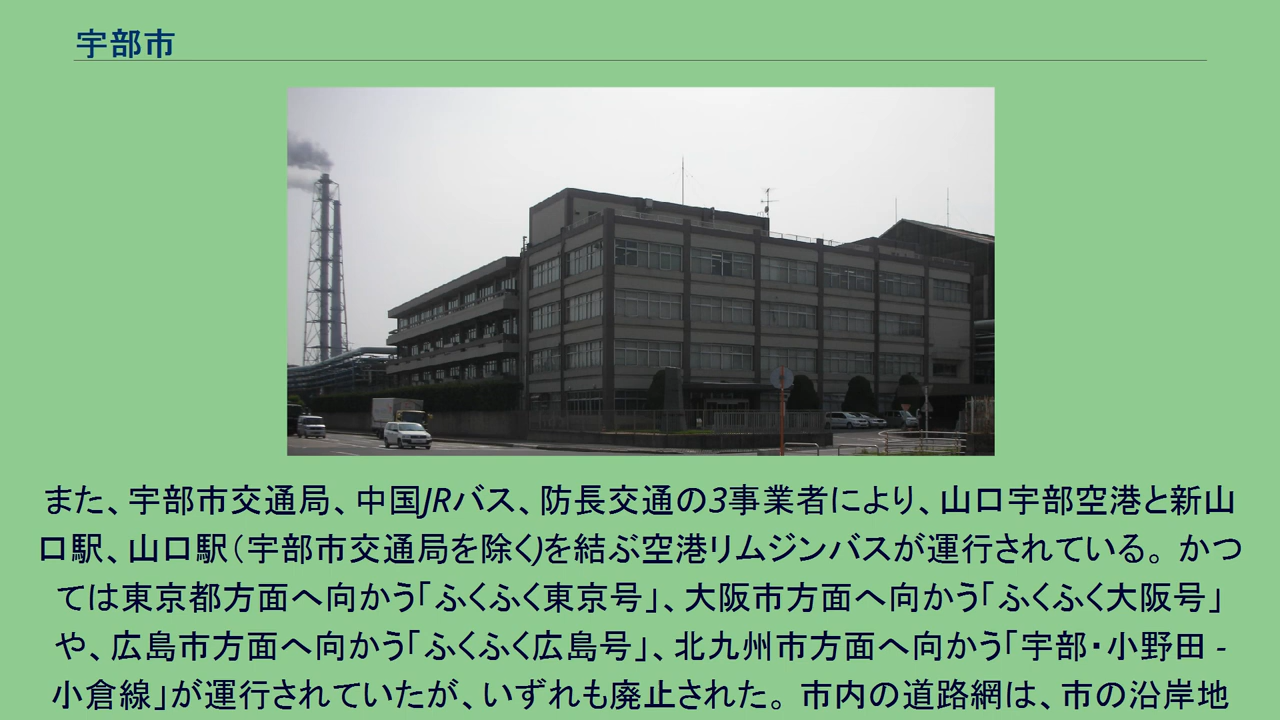 宇部市
また、宇部市交通局、中国JRバス、防長交通の3事業者により、山口宇部空港と新山
口駅、山口駅（宇部市交通局を除く)を結ぶ空港リムジンバスが運行されている。かつ
ては東京都方面へ向かう「ふくふく東京号」、大阪市方面へ向かう「ふくふく大阪号」
や、広島市方面へ向かう「ふくふく広島号」、北九州市方面へ向かう「宇部・小野田 -
小倉線」が運行されていたが、いずれも廃止された。市内の道路網は、市の沿岸地